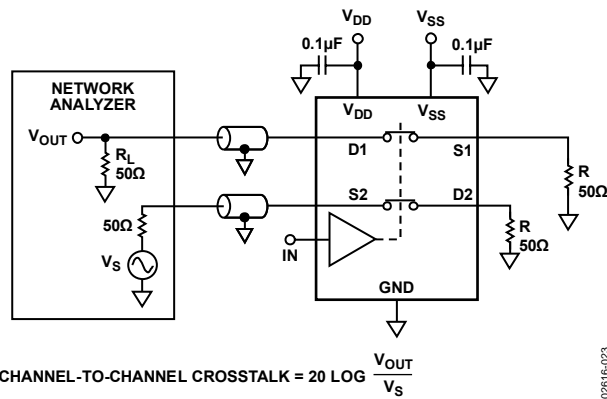 VDD
VSS
0.1µF
0.1µF
NETWORK
ANALYZER
VDD
VSS
VOUT
D1
S1
RL
50Ω
R
50Ω
S2
D2
50Ω
R
50Ω
VS
IN
GND
CHANNEL-TO-CHANNEL CROSSTALK = 20 LOG VOUT
VS
02616-023